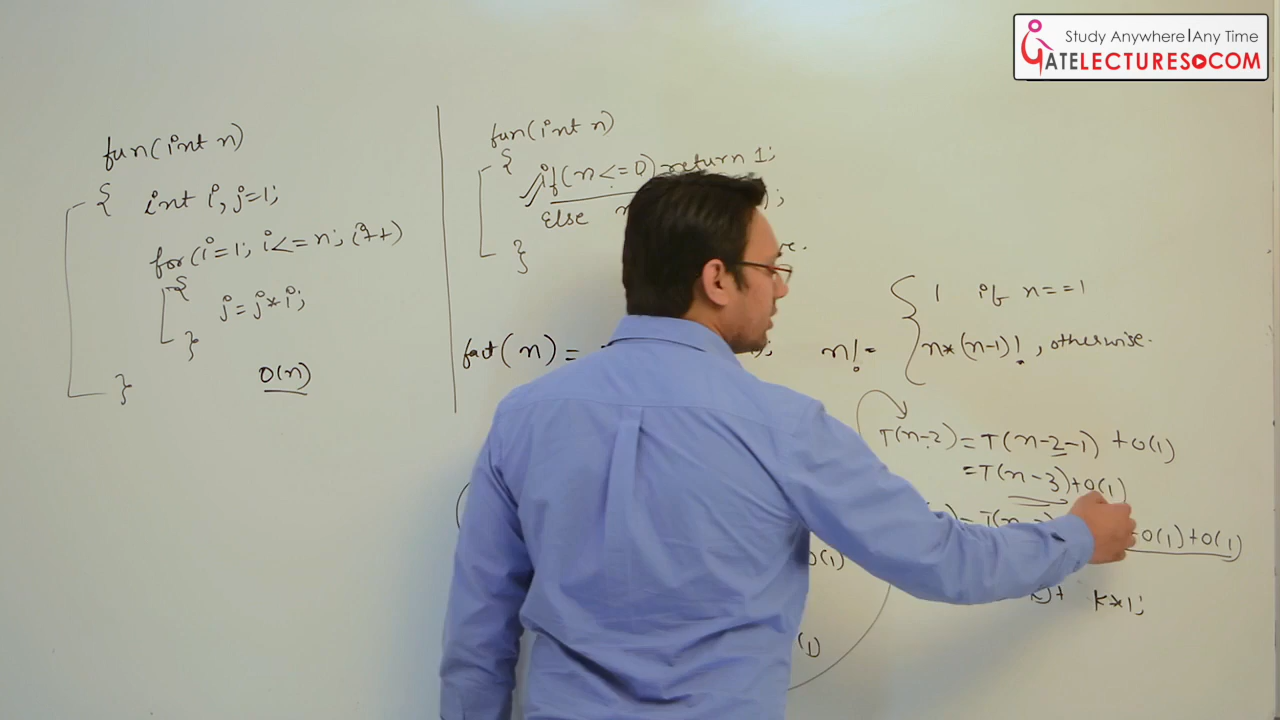 Study Anywhere|Any Time
GATELECTURES.COM
fun(int n)
{ int i, j=1;
for(i=1; i<=n; i++)
{
j=j*i;
}
O(n)
}
fun(int n)
{
if(n<=0) return 1;
Else
}
fact(n) =
n! = { 1 if n==1
n*(n-1)!, otherwise.
T(n-2) = T(n-2-1) + O(1)
=T(n-3)+O(1)
O(1)+O(1)
O(1)
K*1;